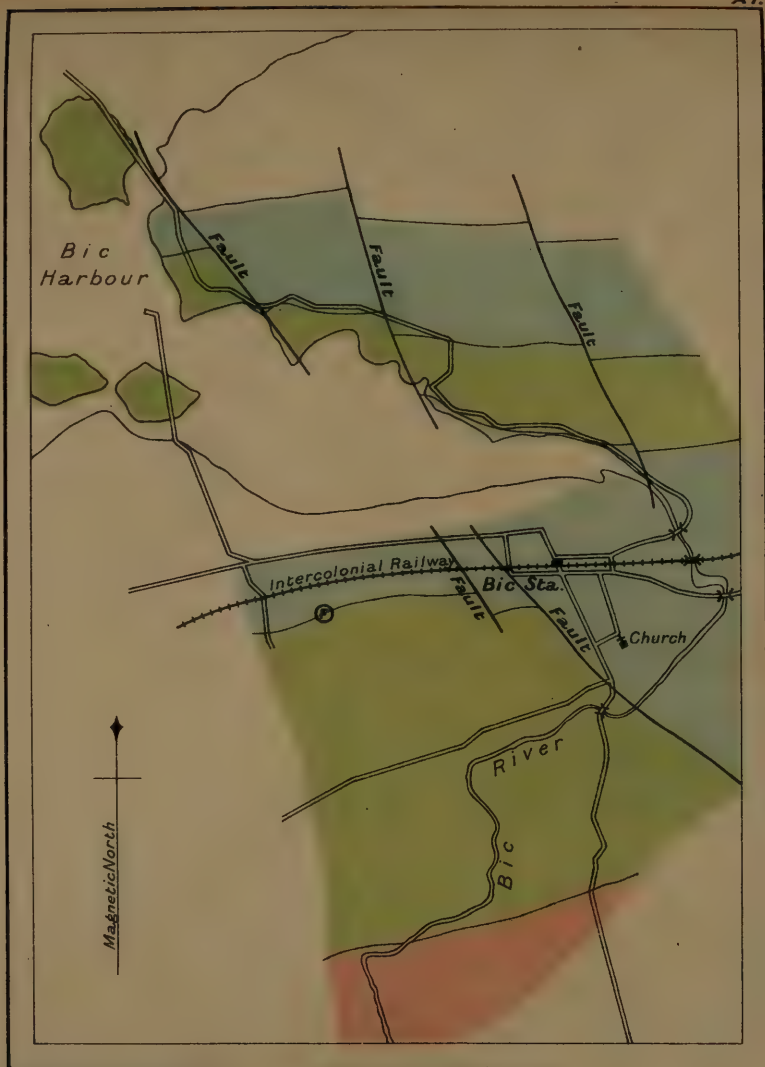 Bic
Harbour
Fault
Fault
Fault
Intercolonial Railway
Fault
Bic Sta.
Fault
Church
River
Bic
Magnetic North